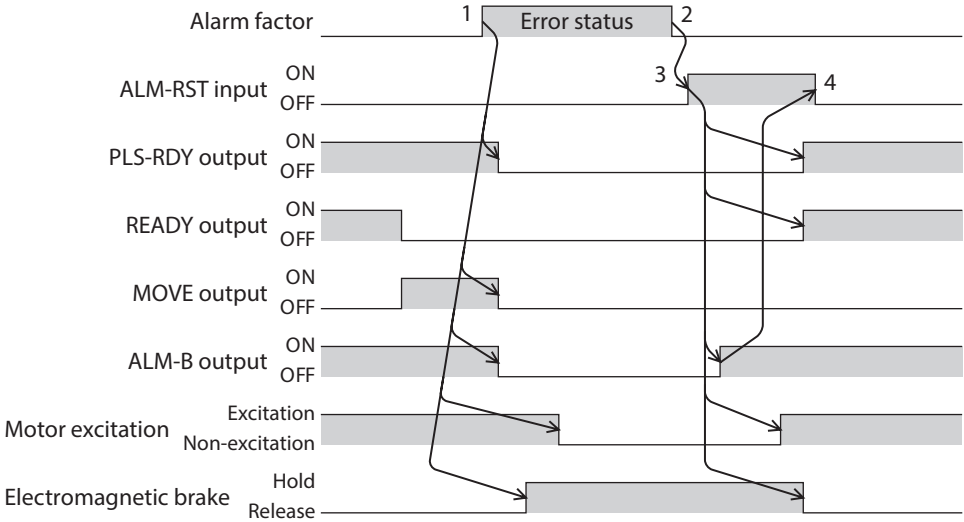 Alarm factor 1 Error status 2
ALM-RST input ON OFF 3 4
PLS-RDY output ON OFF
READY output ON OFF
MOVE output ON OFF
ALM-B output ON OFF
Motor excitation Excitation Non-excitation
Electromagnetic brake Hold Release